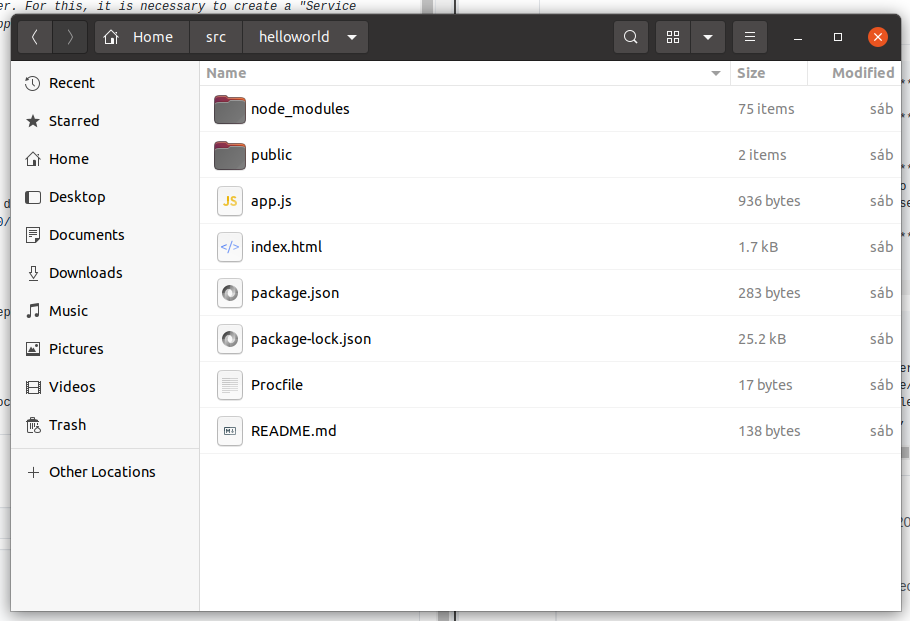 er. For this, it is necessary to create a "Service
Home src helloworld
Recent
Starred
Home
Desktop
Documents
Downloads
Music
Pictures
Videos
Trash
Other Locations
Name Size Modified
node_modules 75 items sáb
public 2 items sáb
JS app.js 936 bytes sáb
</> index.html 1.7 kB sáb
package.json 283 bytes sáb
package-lock.json 25.2 kB sáb
Procfile 17 bytes sáb
README.md 138 bytes sáb